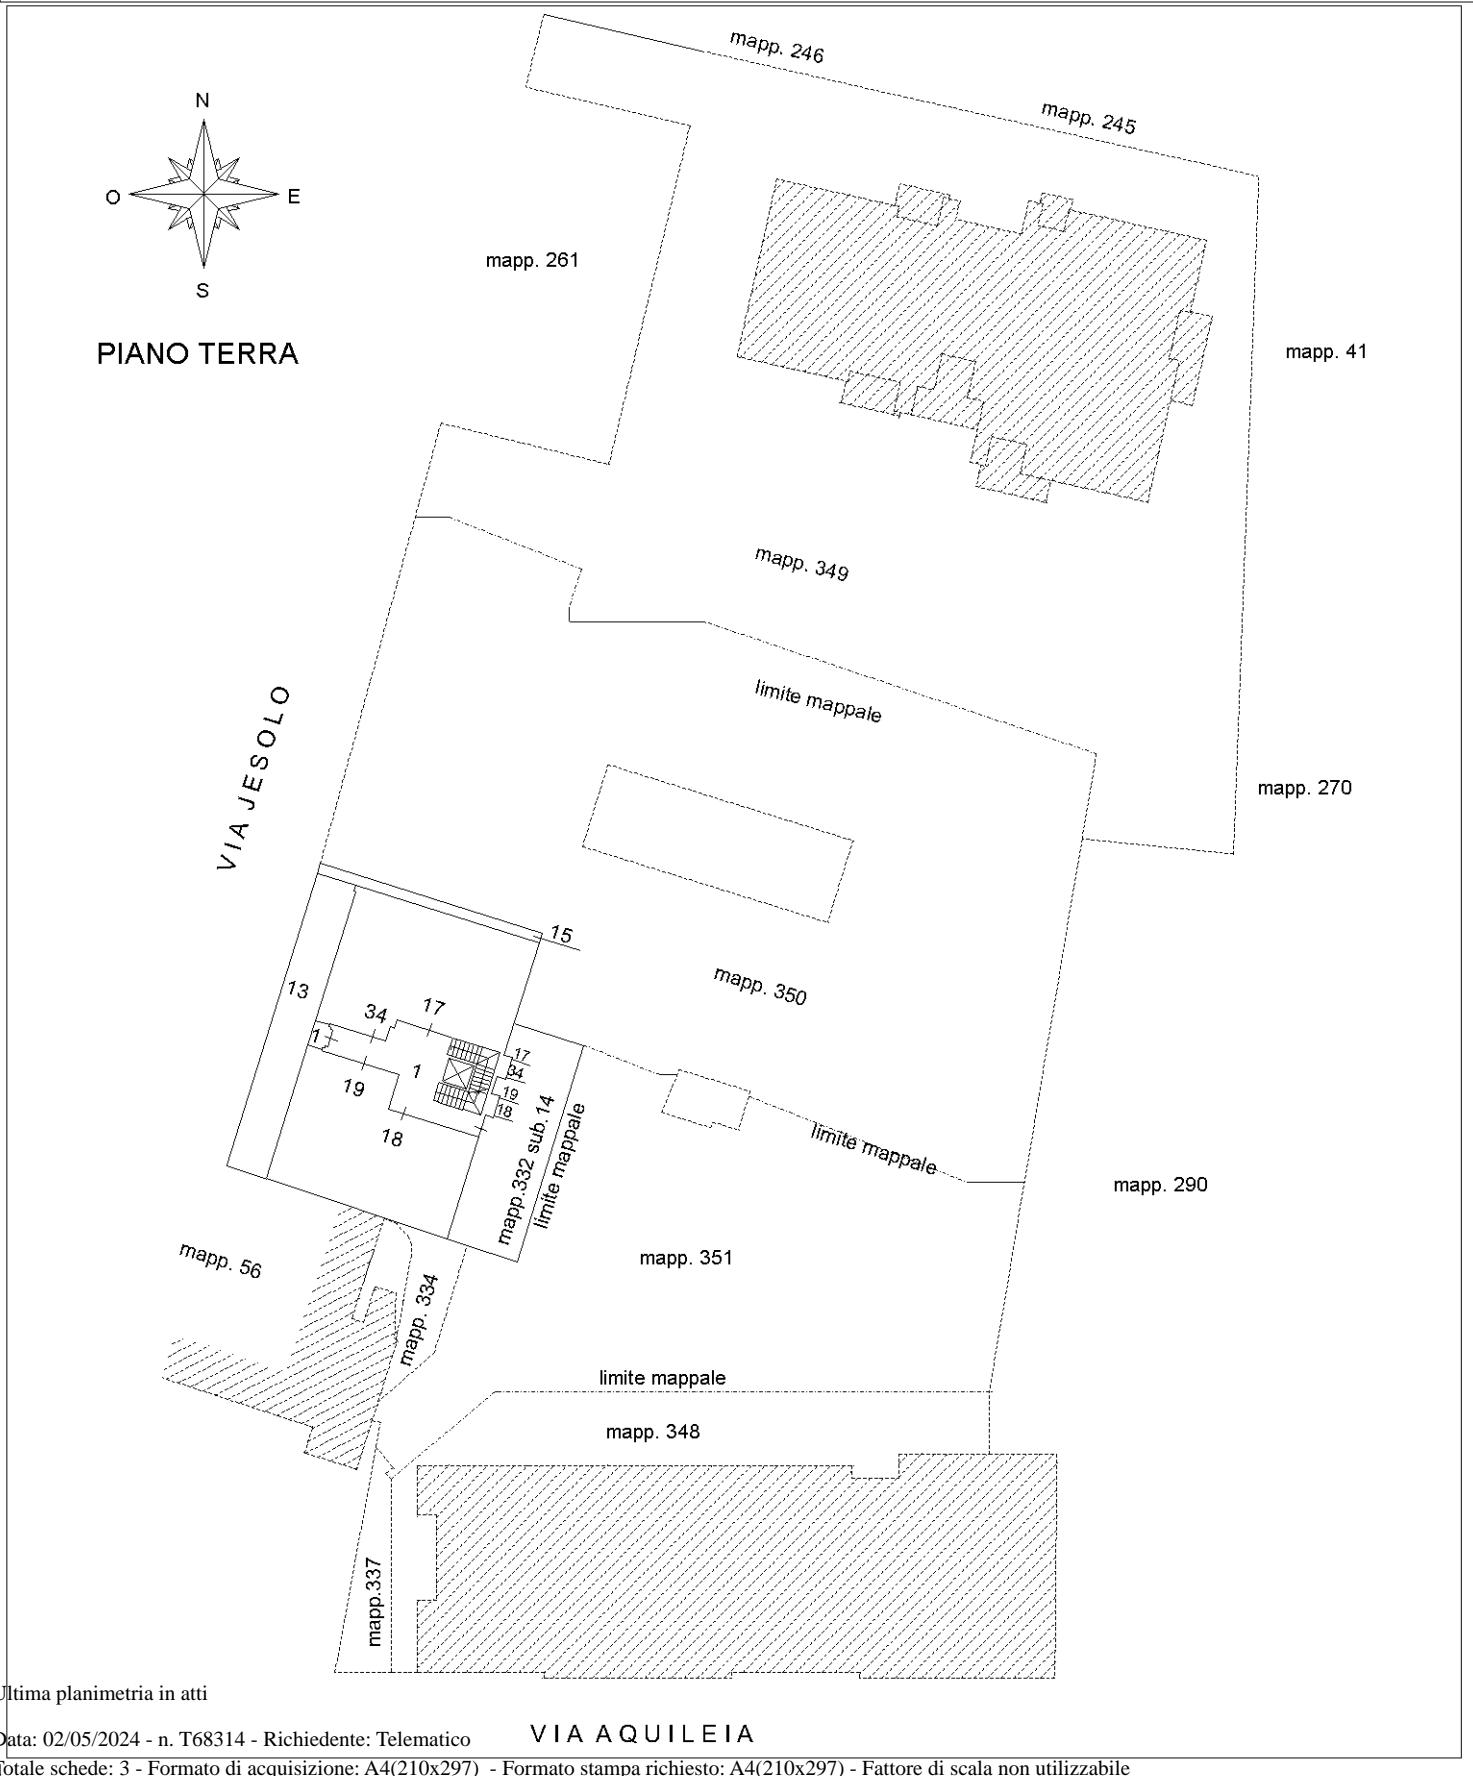 mapp. 246
mapp. 245
N
O
E
S
mapp. 261
PIANO TERRA
mapp. 41
mapp. 349
limite mappale
VIA JESOLO
mapp. 270
15
mapp. 350
13
34
17
1
1
19
18
17
34
19
18
mapp.332 sub.14
limite mappale
limite mappale
mapp. 290
mapp. 56
mapp. 351
mapp. 334
limite mappale
mapp. 348
mapp.337
Ultima planimetria in atti
Data: 02/05/2024 - n. T68314 - Richiedente: Telematico
VIA AQUILEIA
Totale schede: 3 - Formato di acquisizione: A4(210x297) - Formato stampa richiesto: A4(210x297) - Fattore di scala non utilizzabile